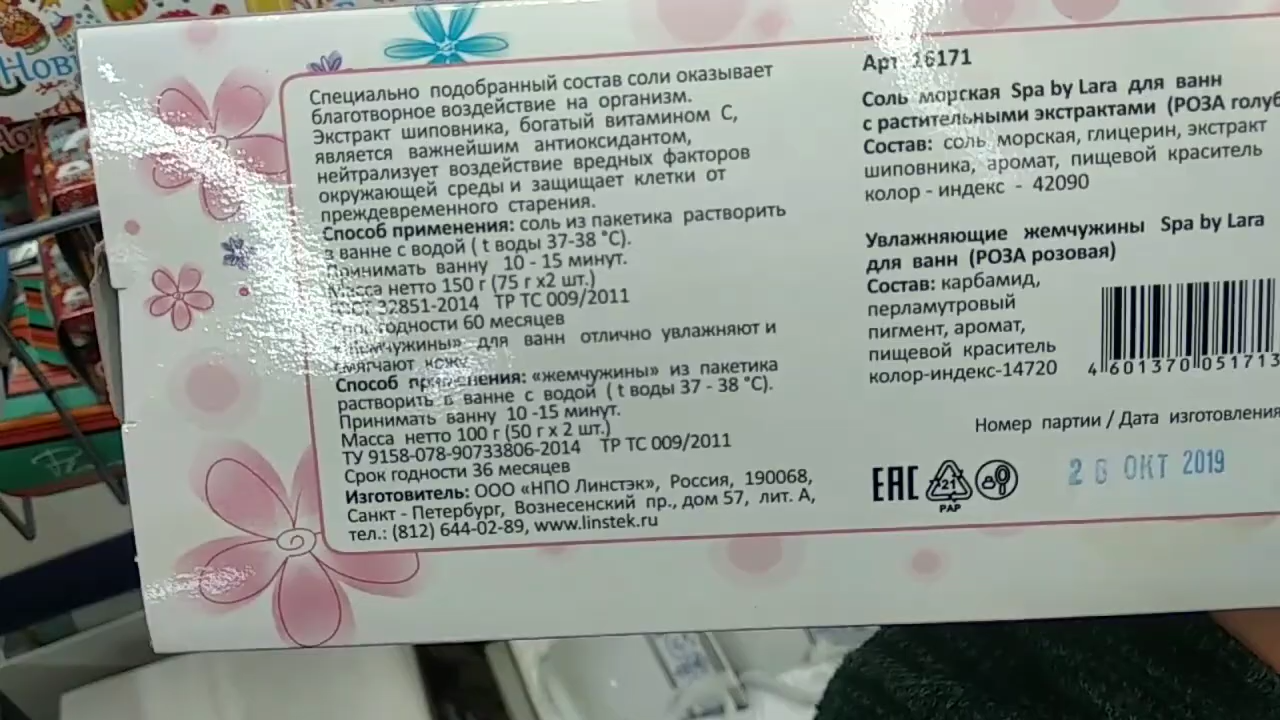 Нов
Специально подобранный состав соли оказывает
благотворное воздействие на организм.
Экстракт шиповника, богатый витамином С,
является важнейшим антиоксидантом,
нейтрализует воздействие вредных факторов
окружающей среды и защищает клетки от
преждевременного старения.
Способ применения: соль из пакетика растворить
в ванне с водой ( t воды 37-38 °С).
Принимать ванну 10 - 15 минут.
Масса нетто 150 г (75 г х2 шт.)
ГОСТ 32851-2014 ТР ТС 009/2011
Срок годности 60 месяцев
«Жемчужины» для ванн отлично увлажняют и
смягчают кожу.
Способ применения: «жемчужины» из пакетика
растворить в ванне с водой ( t воды 37 - 38 °С).
Принимать ванну 10 -15 минут.
Масса нетто 100 г (50 г х 2 шт.)
ТУ 9158-078-90733806-2014 ТР ТС 009/2011
Срок годности 36 месяцев
Изготовитель: ООО «НПО Линстэк», Россия, 190068,
Санкт - Петербург, Вознесенский пр., дом 57, лит. А,
тел.: (812) 644-02-89, www.linstek.ru
Арт 16171
Соль морская Spa by Lara для ванн
с растительными экстрактами (РОЗА голуб
Состав: соль морская, глицерин, экстракт
шиповника, аромат, пищевой краситель
колор - индекс - 42090
Увлажняющие жемчужины Spa by Lara
для ванн (РОЗА розовая)
Состав: карбамид,
перламутровый
пигмент, аромат,
пищевой краситель
колор-индекс-14720
4 601370 051713
Номер партии / Дата изготовления
ЕАС 21 PAP
26 ОКТ 2019